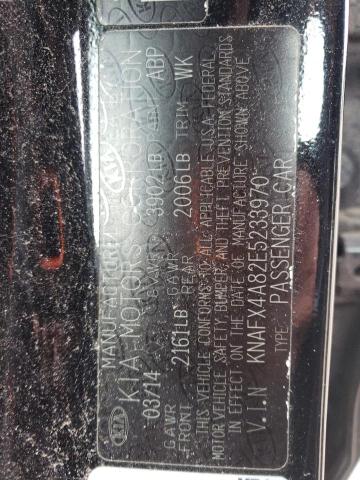 MANUFACTURED BY
KIA MOTORS CORPORATION
03/14 GVWR 3902LB ABP
GAWR GAWR
FRONT 2161LB REAR 2006LB TRIM WK
THIS VEHICLE CONFORMS TO ALL APPLICABLE U.S.A. FEDERAL
MOTOR VEHICLE SAFETY BUMPER, AND THEFT PREVENTION STANDARDS
IN EFFECT ON THE DATE OF MANUFACTURE SHOWN ABOVE
V.I.N KNAFX4A82E5233970
TYPE: PASSENGER CAR
KIA